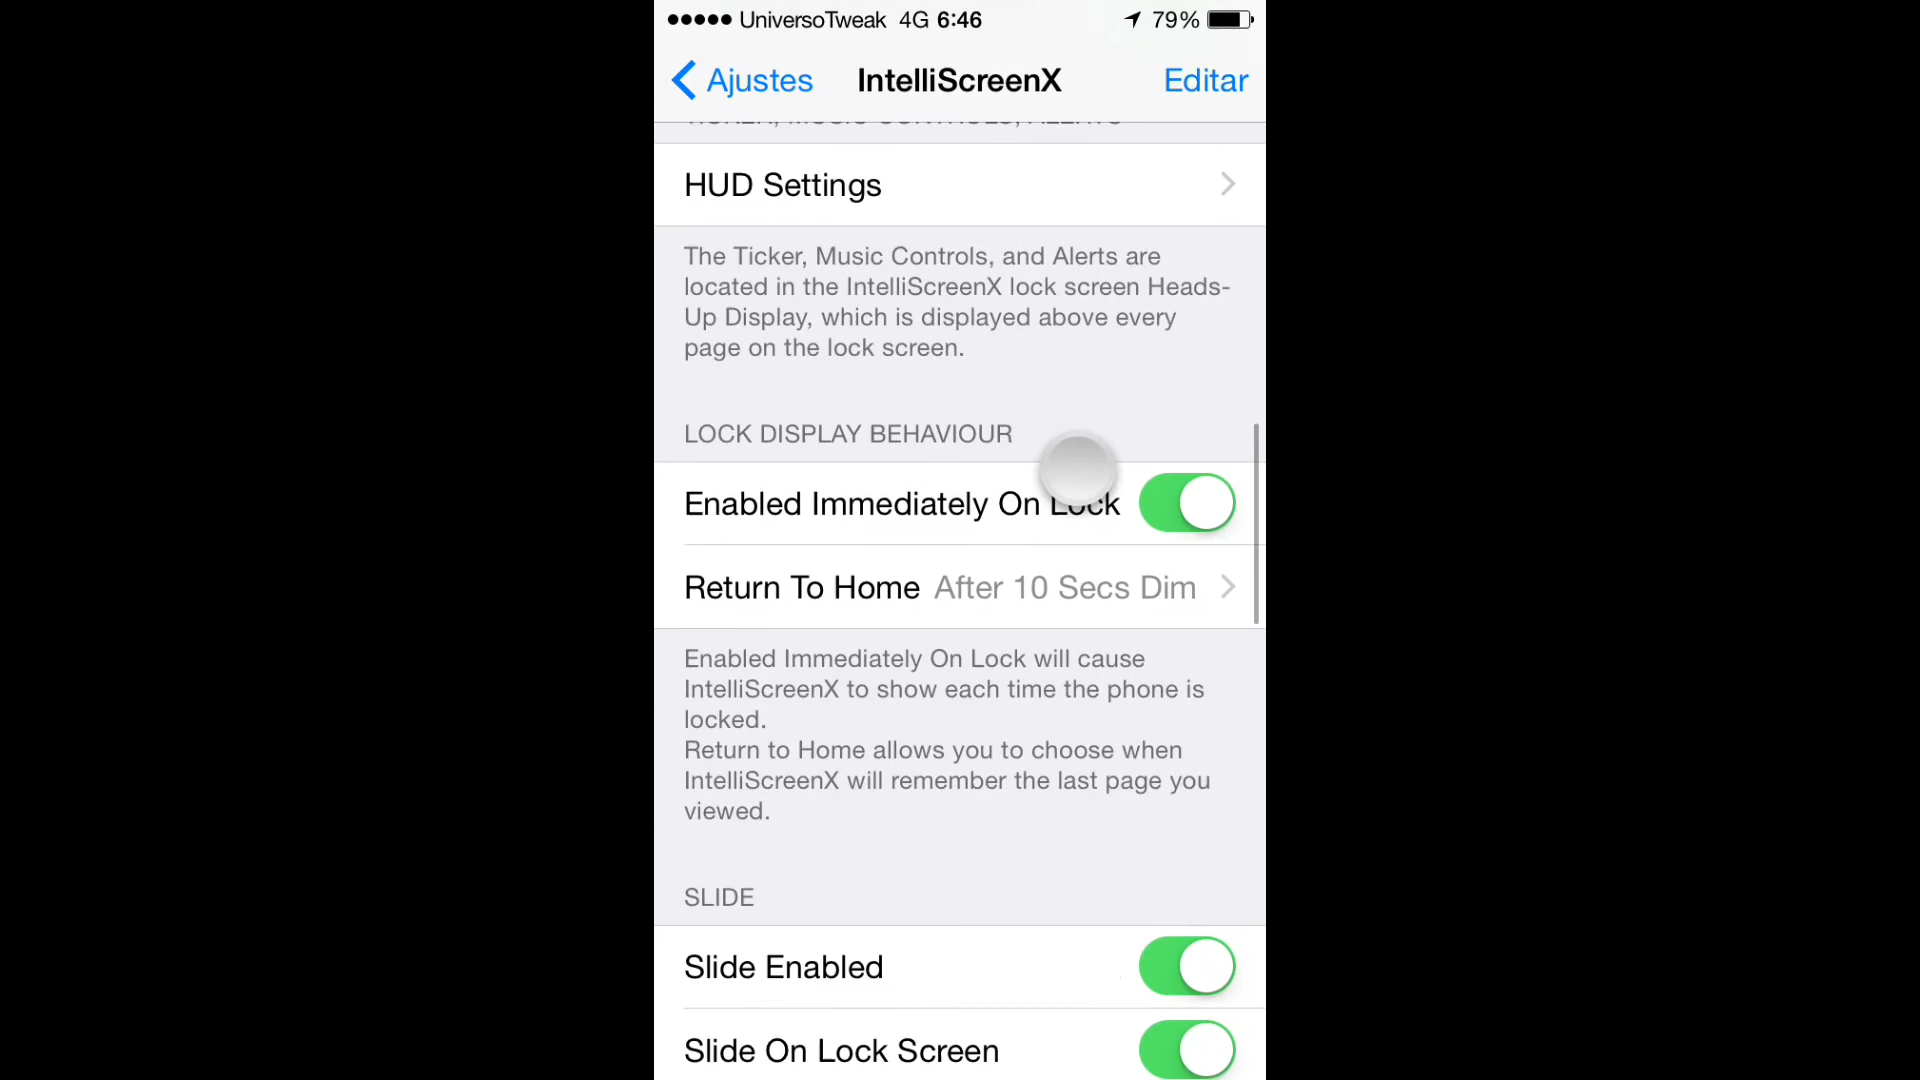 UniversoTweak 4G 6:46 79%
Ajustes IntelliScreenX Editar
TICKER, MUSIC CONTROLS, ALERTS
HUD Settings
The Ticker, Music Controls, and Alerts are
located in the IntelliScreenX lock screen Heads-
Up Display, which is displayed above every
page on the lock screen.
LOCK DISPLAY BEHAVIOUR
Enabled Immediately On Lock
Return To Home After 10 Secs Dim
Enabled Immediately On Lock will cause
IntelliScreenX to show each time the phone is
locked.
Return to Home allows you to choose when
IntelliScreenX will remember the last page you
viewed.
SLIDE
Slide Enabled
Slide On Lock Screen